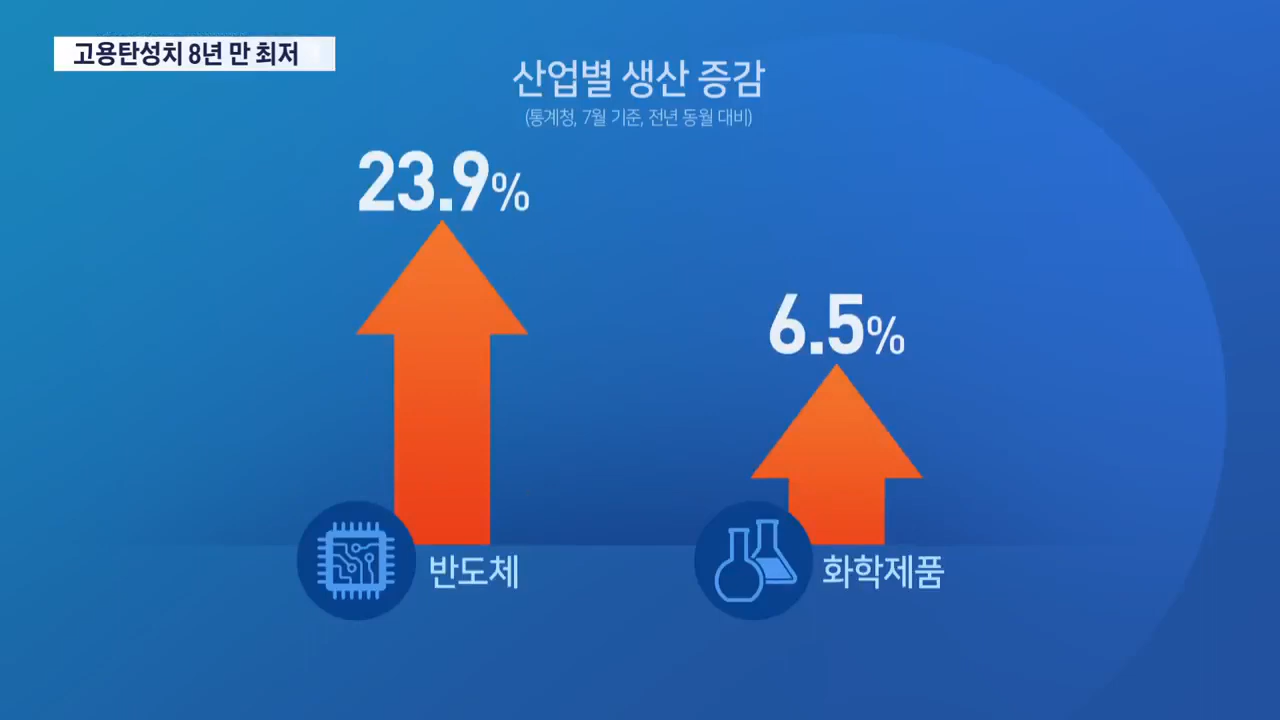 고용탄성치 8년 만 최저
산업별 생산 증감
(통계청, 7월 기준, 전년 동월 대비)
23.9%
6.5%
반도체
화학제품